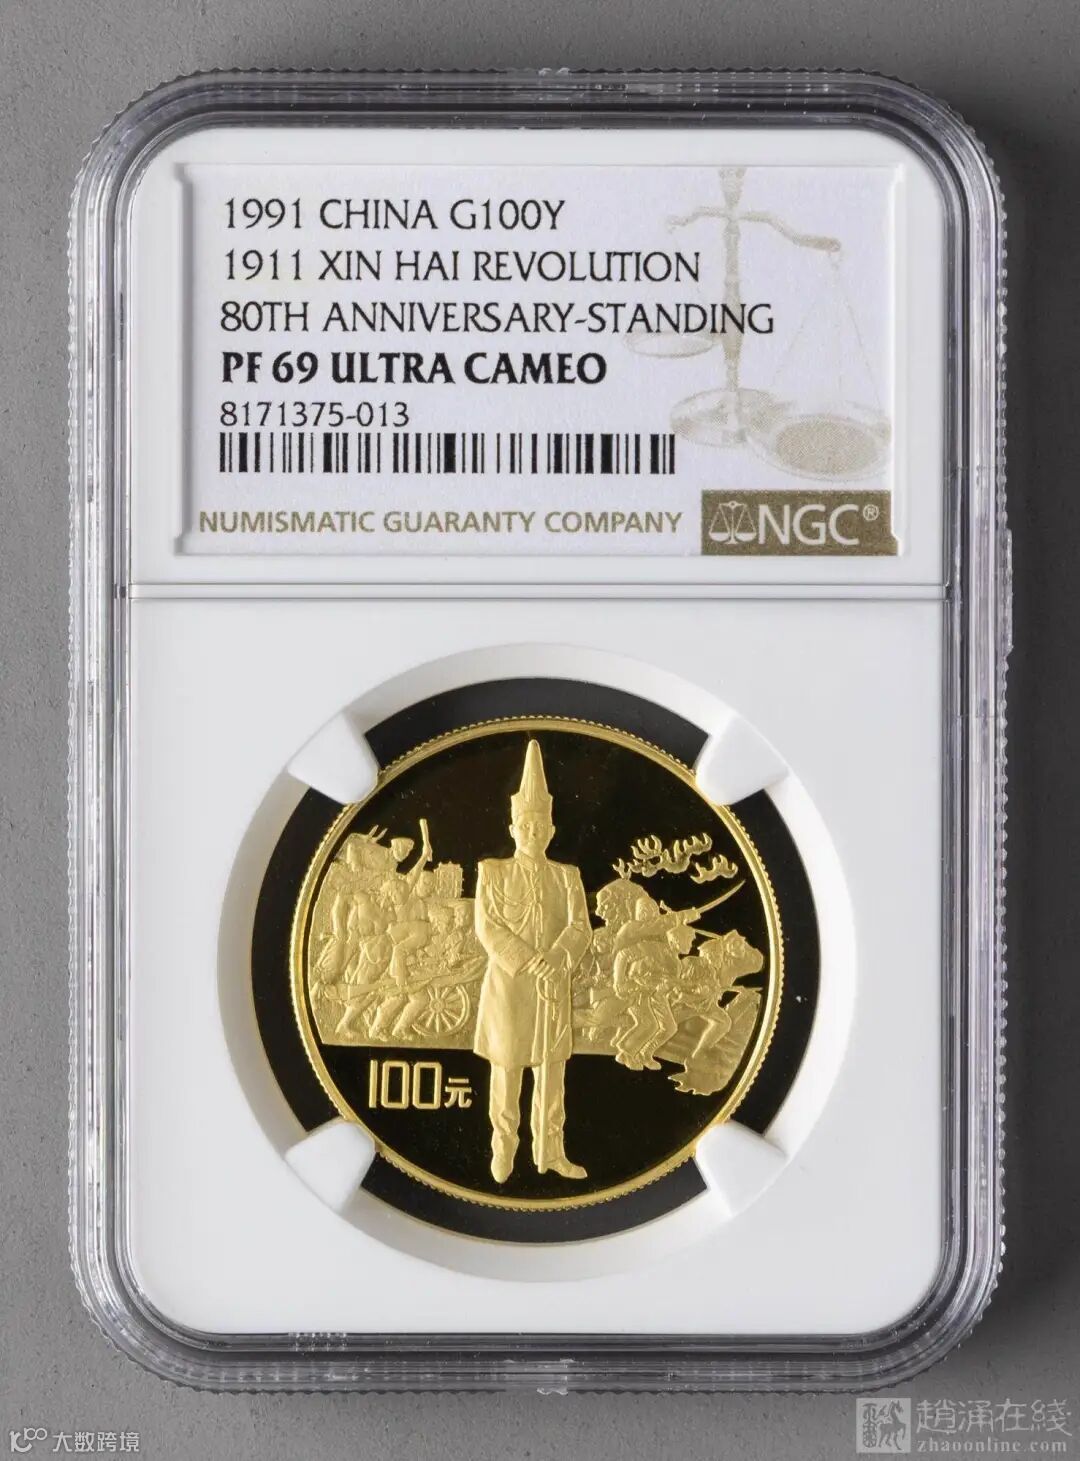 1991 CHINA G100Y
1911 XIN HAI REVOLUTION
80TH ANNIVERSARY-STANDING
PF 69 ULTRA CAMEO
8171375-013
NUMISMATIC GUARANTY COMPANY
NGC®
100元
大数跨境
趙涌在綫
zhaoonline.com